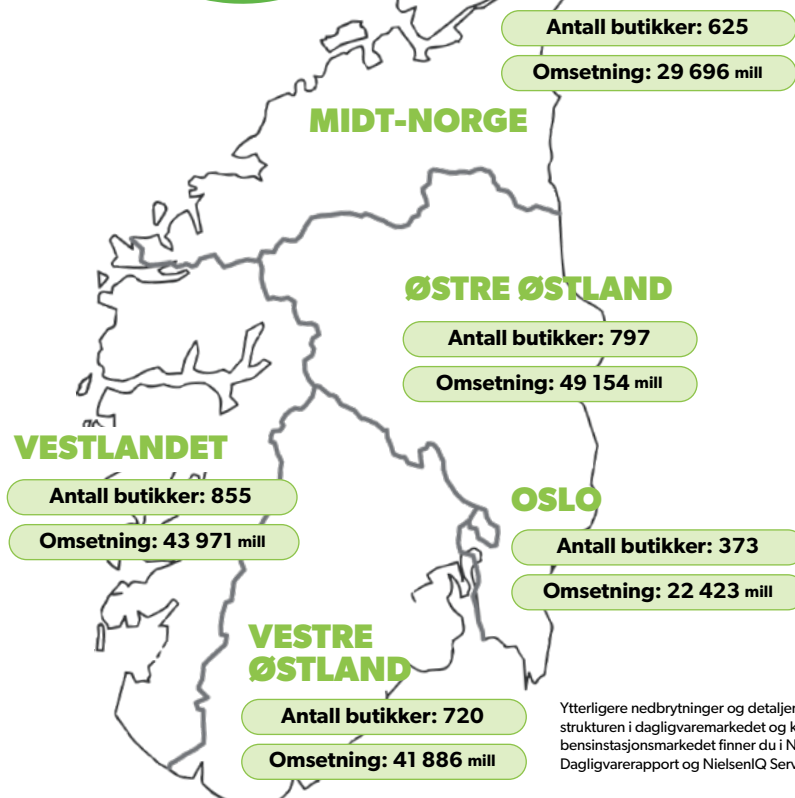 Antall butikker: 625
Omsetning: 29 696 mill
MIDT-NORGE
ØSTRE ØSTLAND
Antall butikker: 797
Omsetning: 49 154 mill
VESTLANDET
Antall butikker: 855
Omsetning: 43 971 mill
OSLO
Antall butikker: 373
Omsetning: 22 423 mill
VESTRE
ØSTLAND
Antall butikker: 720
Omsetning: 41 886 mill
Ytterligere nedbrytninger og detaljer
strukturen i dagligvaremarkedet og
bensinstasjonsmarkedet finner du i
Dagligvarerapport og NielsenIQ